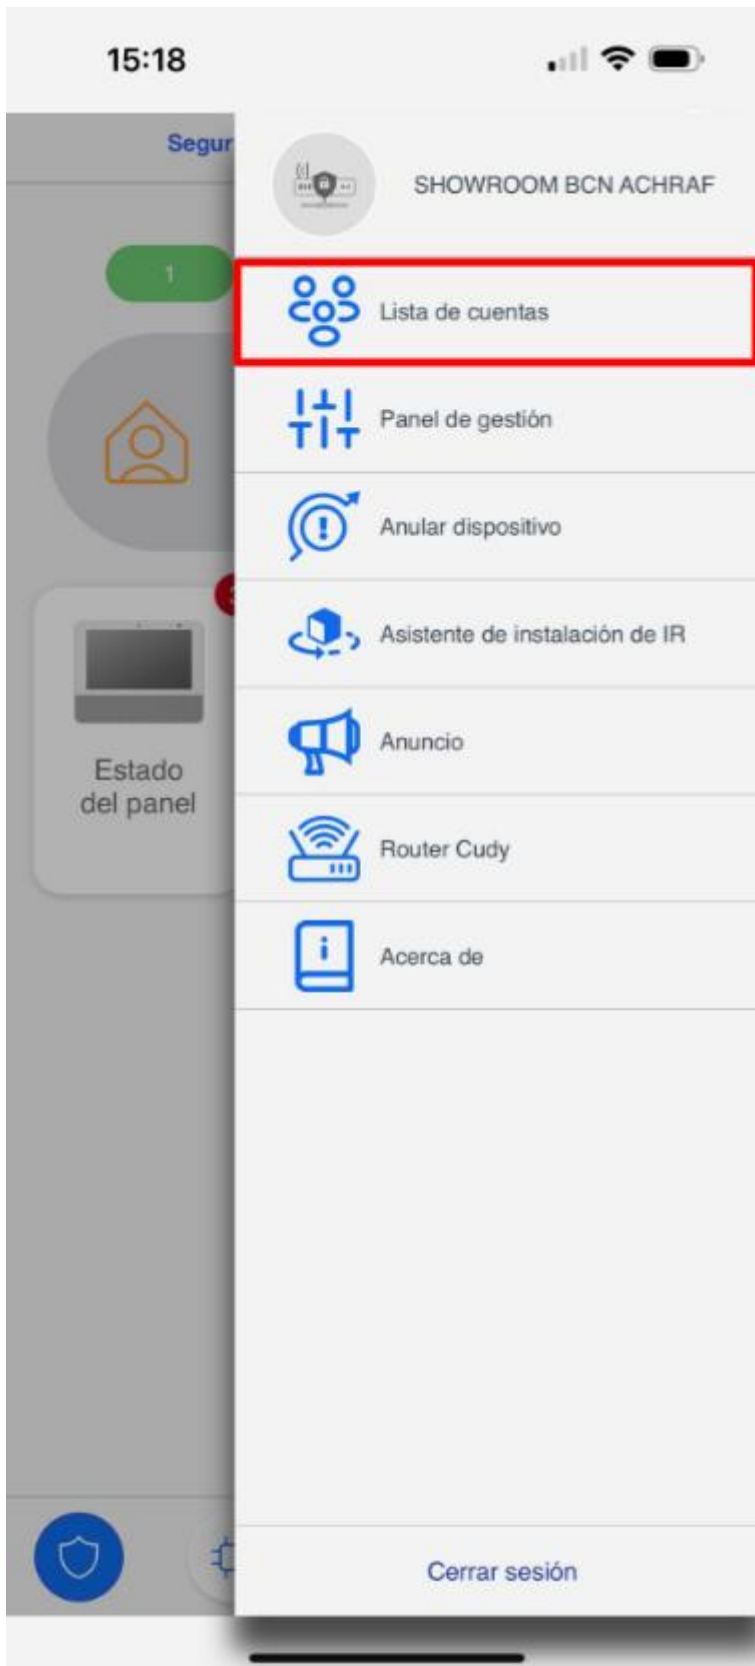 15:18
Segur
SHOWROOM BCN ACHRAF
1
Lista de cuentas
Panel de gestión
Anular dispositivo
Asistente de instalación de IR
Anuncio
Estado
del panel
Router Cudy
Acerca de
Cerrar sesión